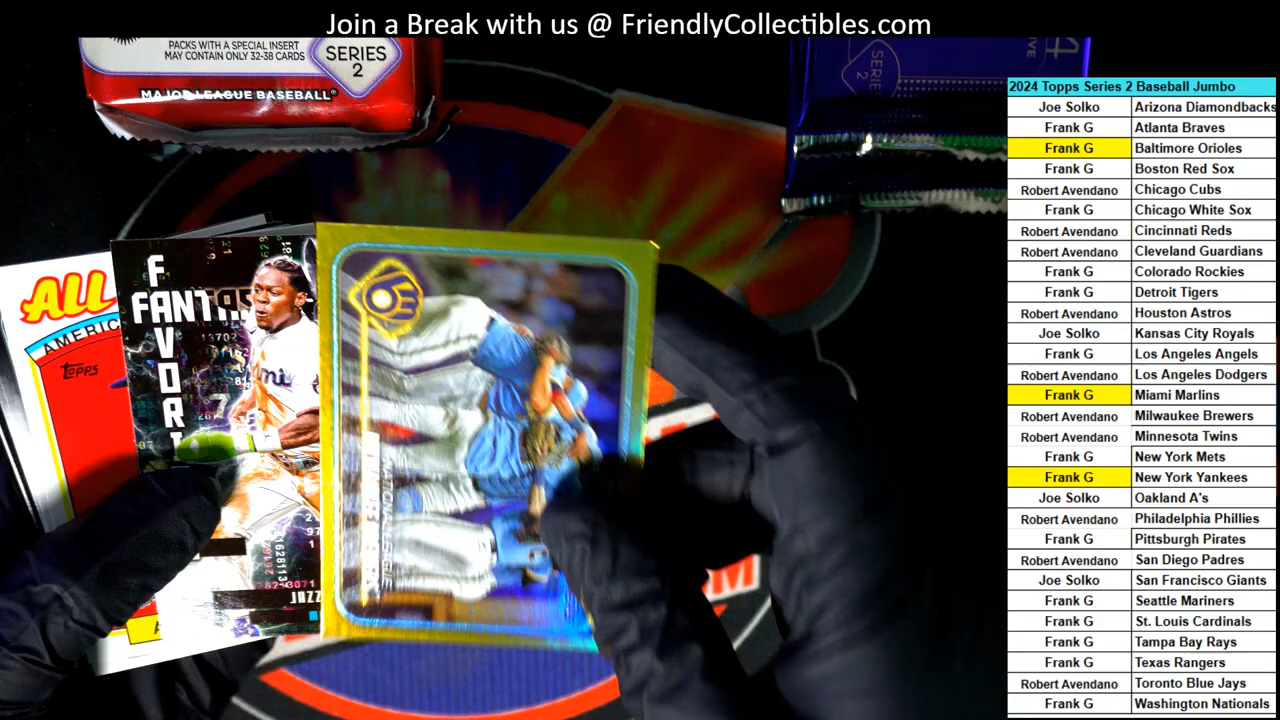 Join a Break with us @ FriendlyCollectibles.com
PACKS WITH A SPECIAL INSERT
MAY CONTAIN ONLY 32-38 CARDS
SERIES
2
MAJOR LEAGUE BASEBALL®
SERIES
2
ALL
AMERIC
Topps
FANTAS
FAVORI
JAZZ
NATIONAL LEAGUE
2024 Topps Series 2 Baseball Jumbo
Joe Solko Arizona Diamondbacks
Frank G Atlanta Braves
Frank G Baltimore Orioles
Frank G Boston Red Sox
Robert Avendano Chicago Cubs
Frank G Chicago White Sox
Robert Avendano Cincinnati Reds
Robert Avendano Cleveland Guardians
Frank G Colorado Rockies
Frank G Detroit Tigers
Robert Avendano Houston Astros
Joe Solko Kansas City Royals
Frank G Los Angeles Angels
Robert Avendano Los Angeles Dodgers
Frank G Miami Marlins
Robert Avendano Milwaukee Brewers
Robert Avendano Minnesota Twins
Frank G New York Mets
Frank G New York Yankees
Joe Solko Oakland A's
Robert Avendano Philadelphia Phillies
Frank G Pittsburgh Pirates
Robert Avendano San Diego Padres
Joe Solko San Francisco Giants
Frank G Seattle Mariners
Frank G St. Louis Cardinals
Frank G Tampa Bay Rays
Frank G Texas Rangers
Robert Avendano Toronto Blue Jays
Frank G Washington Nationals